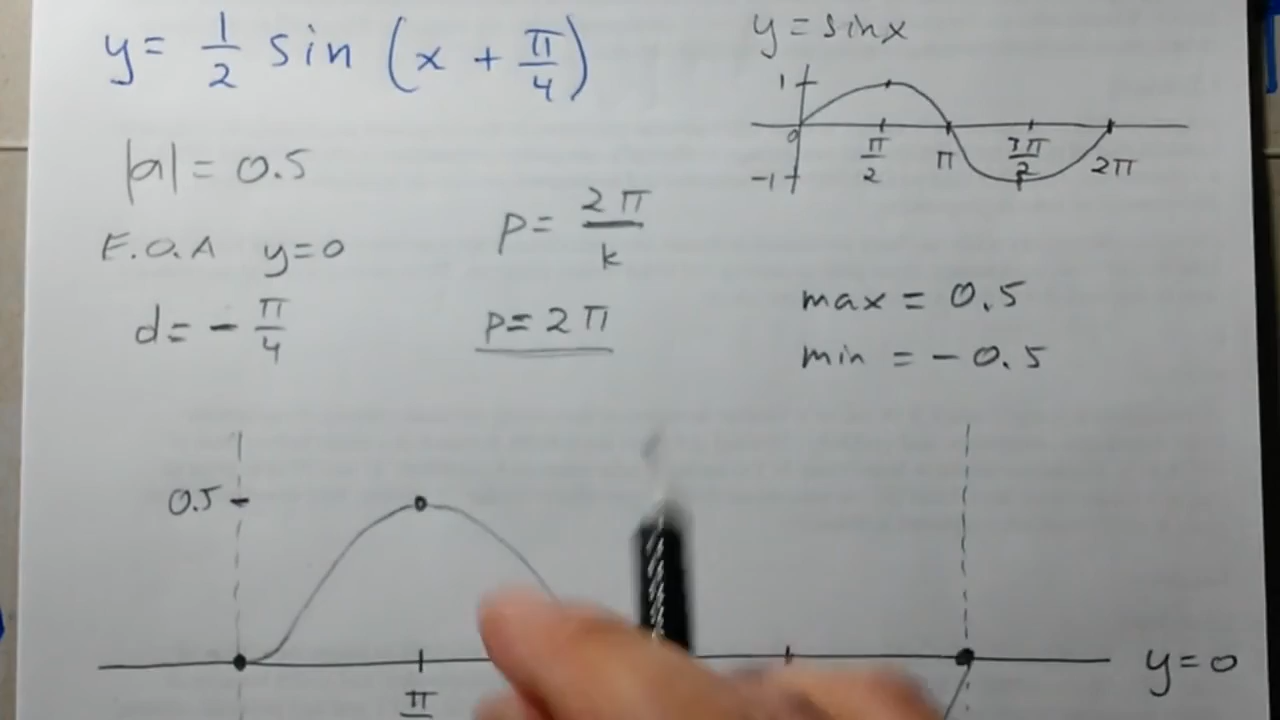 y = 1/2 sin (x + π/4)
y = sinx
1
0
π/2
π
3π/2
2π
-1
|a| = 0.5
E.O.A y=0
d = - π/4
p = 2π/k
p = 2π
max = 0.5
min = - 0.5
0.5
y=0
π